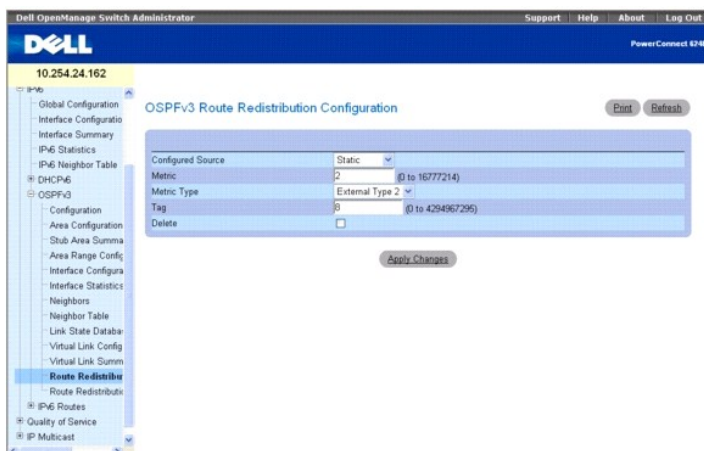 Dell OpenManage Switch Administrator
Support Help About Log Out
DELL
PowerConnect 624
10.254.24.162
IPv6
Global Configuration
Interface Configuratio
Interface Summary
IPv6 Statistics
IPv6 Neighbor Table
DHCPv6
OSPFv3
Configuration
Area Configuration
Stub Area Summa
Area Range Config
Interface Configura
Interface Statistics
Neighbors
Neighbor Table
Link State Databa
Virtual Link Config
Virtual Link Summ
Route Redistribu
Route Redistributio
IPv6 Routes
Quality of Service
IP Multicast
OSPFv3 Route Redistribution Configuration
Print Refresh
Configured Source Static
Metric 2 (0 to 16777214)
Metric Type External Type 2
Tag 8 (0 to 4294967295)
Delete
Apply Changes